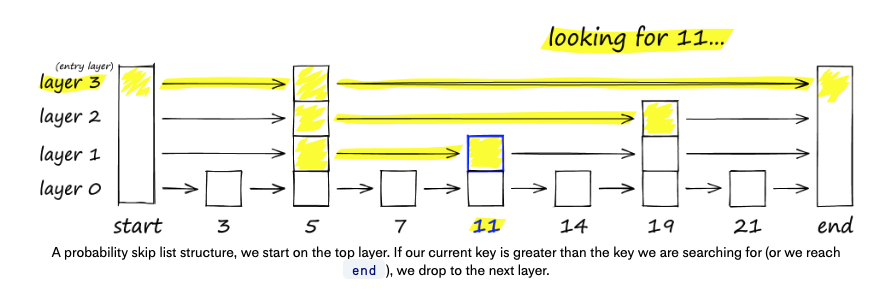 looking for 11...
(entry layer)
layer 3
layer 2
layer 1
layer 0
start 3 5 7 11 14 19 21 end
A probability skip list structure, we start on the top layer. If our current key is greater than the key we are searching for (or we reach
end ), we drop to the next layer.